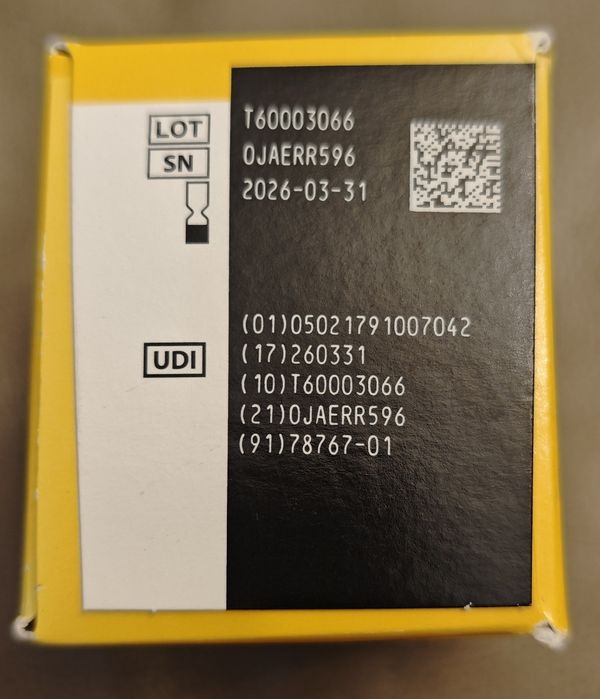 LOT T60003066
SN 0JAERR596
2026-03-31
(01)05021791007042
UDI (17)260331
(10)T60003066
(21)0JAERR596
(91)78767-01